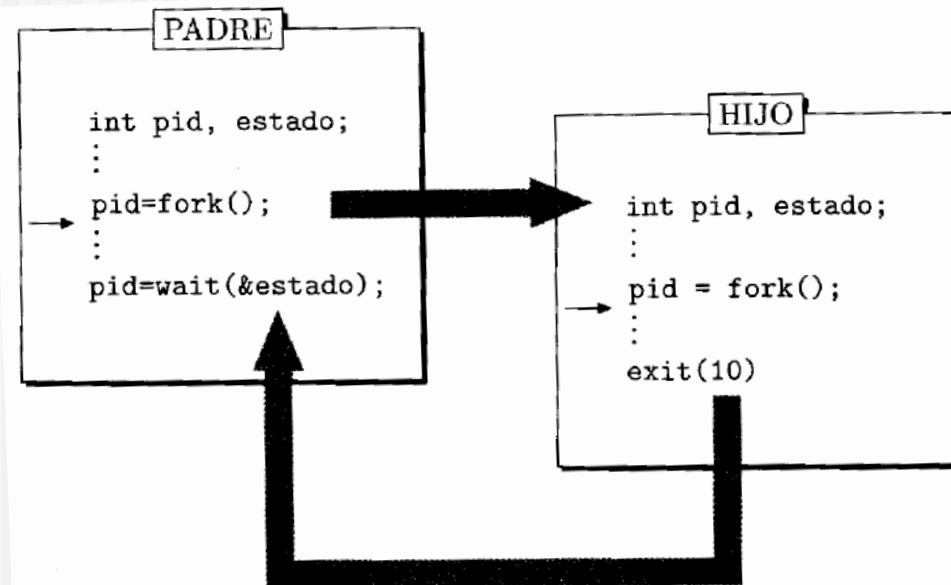 PADRE
int pid, estado;
⋮
pid=fork();
⋮
pid=wait(&estado);
HIJO
int pid, estado;
⋮
pid = fork();
⋮
exit(10)